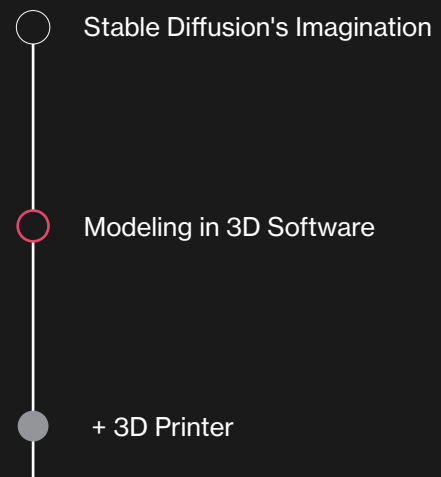 Stable Diffusion's Imagination
Modeling in 3D Software
+ 3D Printer